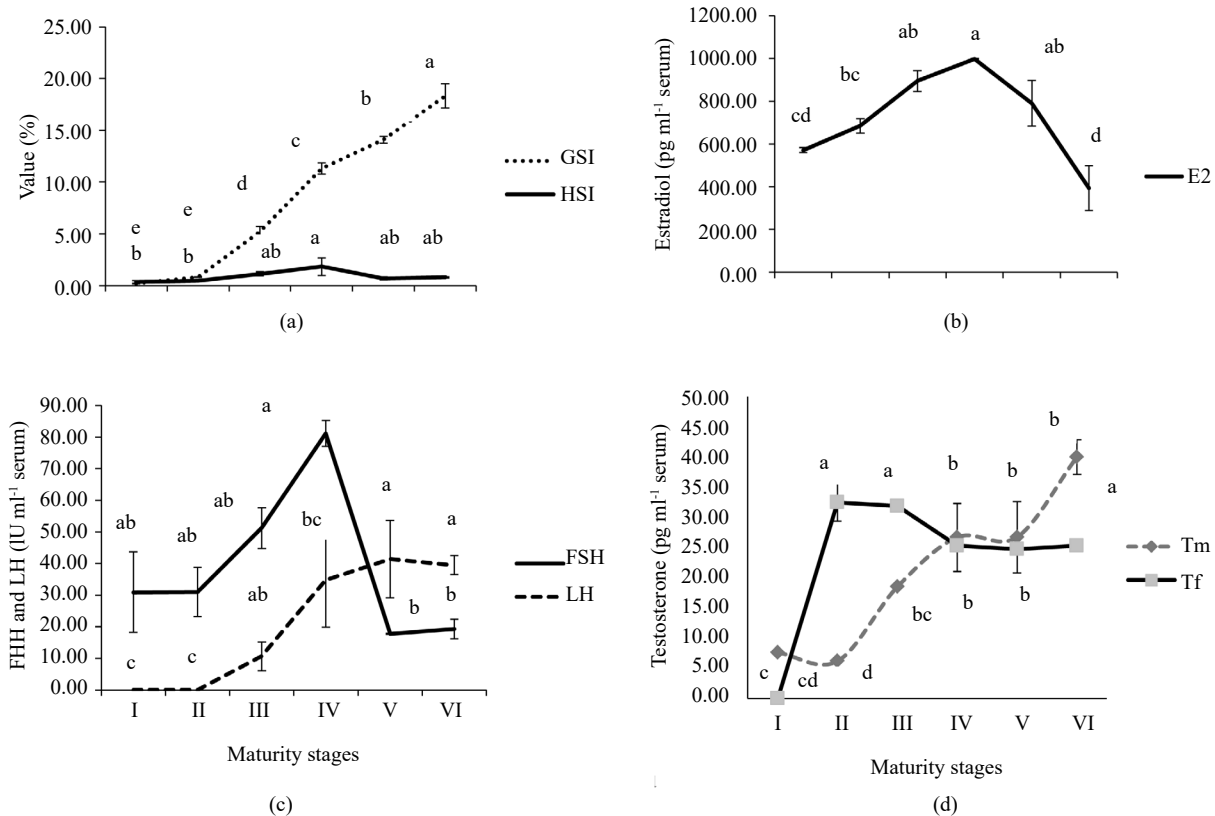 25.00
20.00
15.00
10.00
5.00
0.00
Value (%)
e
b
e
b
d
ab
c
a
b
ab
a
ab
GSI
HSI
(a)
1200.00
1000.00
800.00
600.00
400.00
200.00
0.00
Estradiol (pg ml-1 serum)
cd
bc
ab
a
ab
d
E2
(b)
90.00
80.00
70.00
60.00
50.00
40.00
30.00
20.00
10.00
0.00
FHH and LH (lU ml-1 serum)
ab
c
ab
c
ab
a
ab
bc
a
b
a
b
FSH
LH
I II III IV V VI
Maturity stages
(c)
50.00
45.00
40.00
35.00
30.00
25.00
20.00
15.00
10.00
5.00
0.00
Testosterone (pg ml-1 serum)
c
cd
a
d
a
bc
b
b
b
b
b
a
Tm
Tf
I II III IV V VI
Maturity stages
(d)